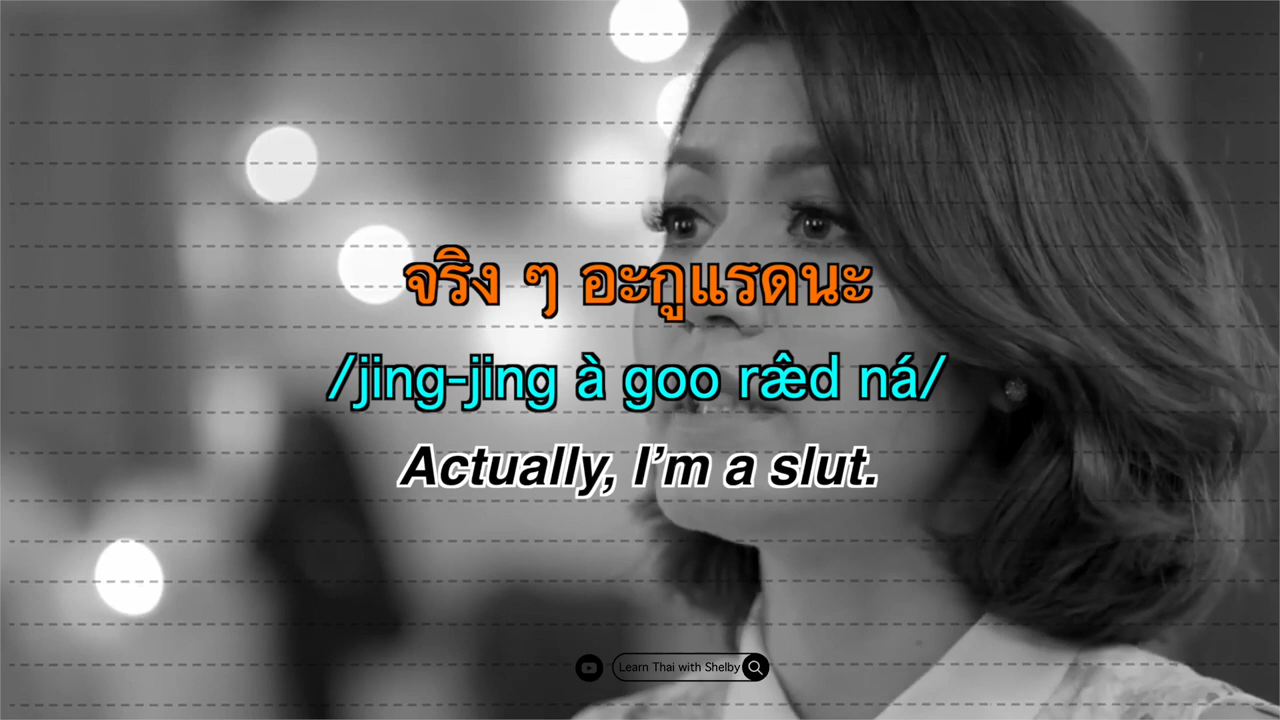 จริง ๆ อะกูแรดนะ
/jing-jing à goo ræ̂d ná/
Actually, I'm a slut.
Learn Thai with Shelby